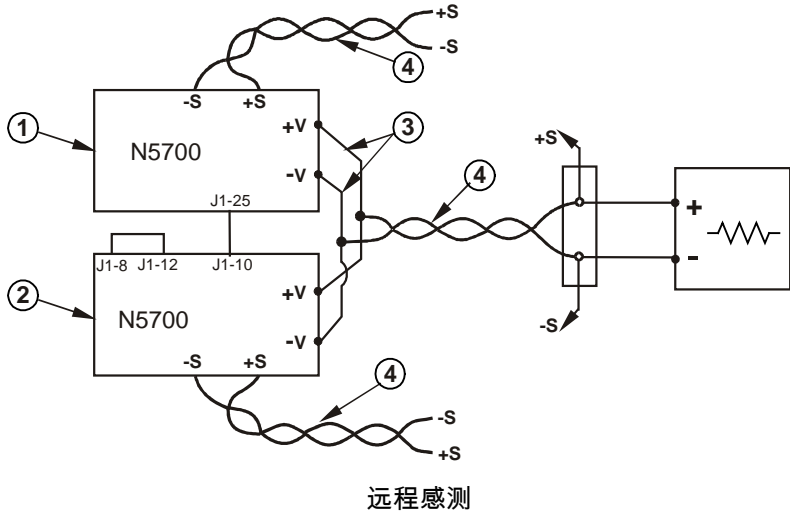 +S
-S
4
-S +S
1
N5700
+V
-V
3
J1-25
4
+S
+
-
-S
J1-8 J1-12 J1-10
2
N5700
+V
-V
-S +S
4
-S
+S
远程感测